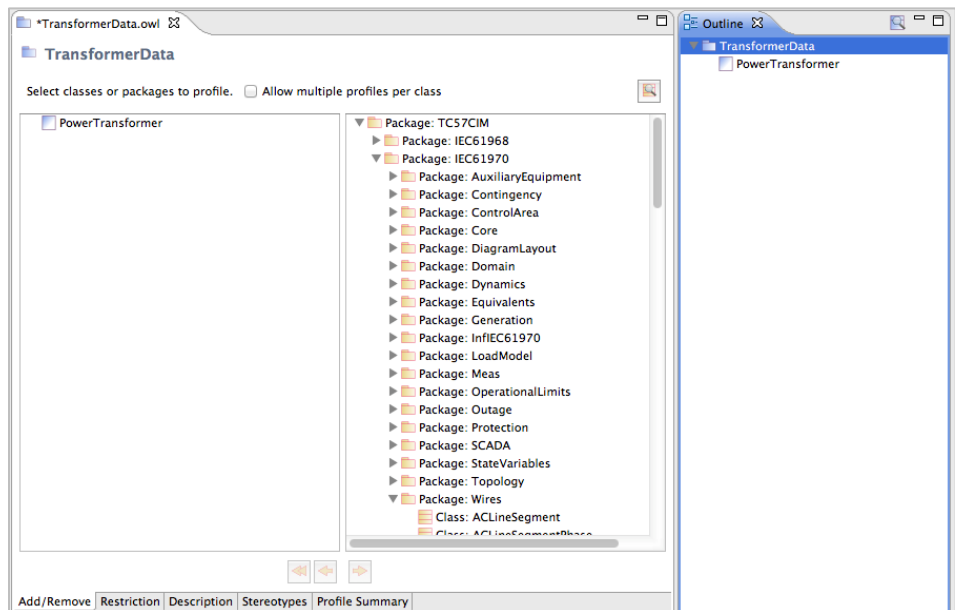 *TransformerData.owl
TransformerData
Select classes or packages to profile. Allow multiple profiles per class
PowerTransformer
Package: TC57CIM
Package: IEC61968
Package: IEC61970
Package: AuxiliaryEquipment
Package: Contingency
Package: ControlArea
Package: Core
Package: DiagramLayout
Package: Domain
Package: Dynamics
Package: Equivalents
Package: Generation
Package: InfIEC61970
Package: LoadModel
Package: Meas
Package: OperationalLimits
Package: Outage
Package: Protection
Package: SCADA
Package: StateVariables
Package: Topology
Package: Wires
Class: ACLineSegment
Class: ACLineSegmentPhase
Add/Remove Restriction Description Stereotypes Profile Summary
Outline
TransformerData
PowerTransformer